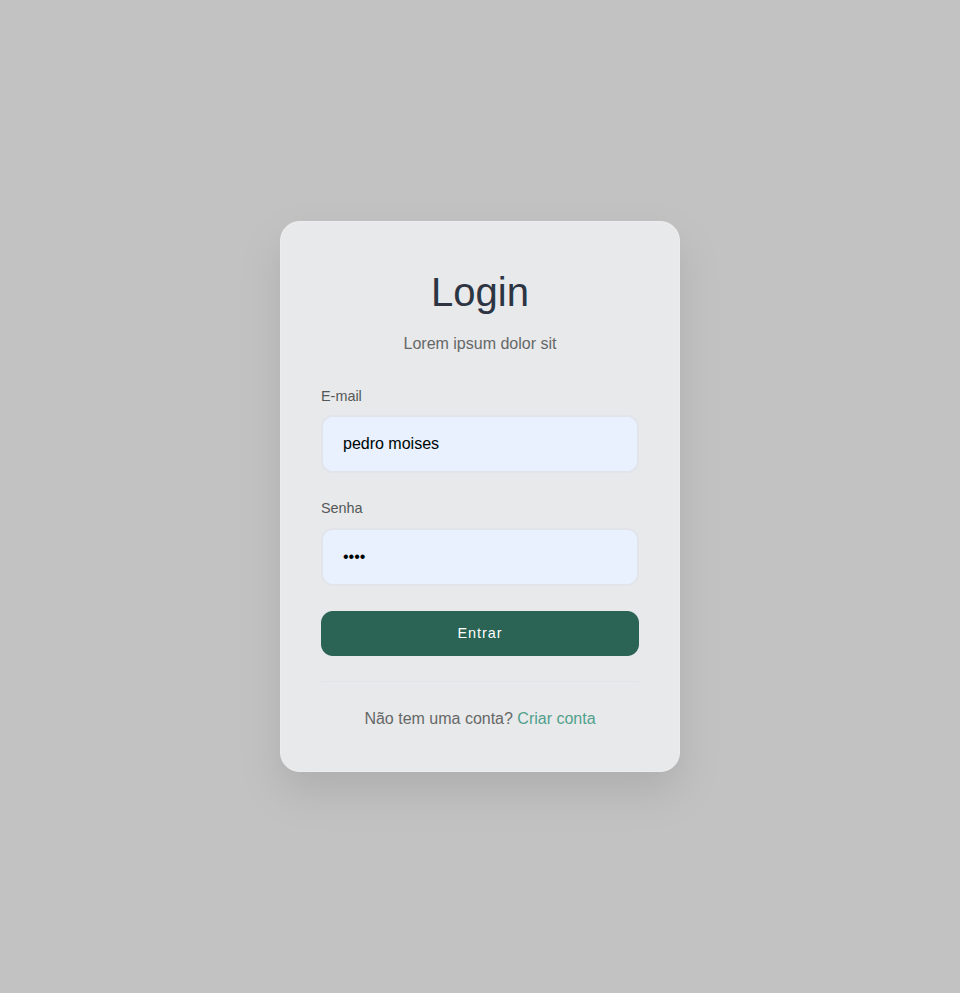 Login
Lorem ipsum dolor sit
E-mail
pedro moises
Senha
••••
Entrar
Não tem uma conta? Criar conta